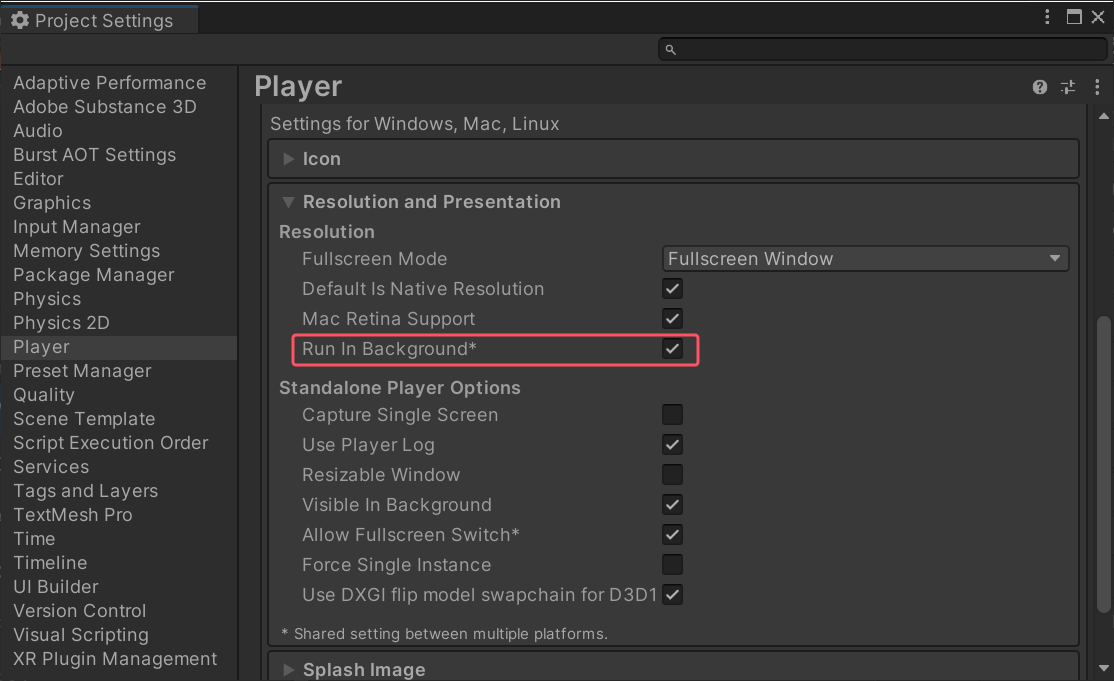 Project Settings
Adaptive Performance
Adobe Substance 3D
Audio
Burst AOT Settings
Editor
Graphics
Input Manager
Memory Settings
Package Manager
Physics
Physics 2D
Player
Preset Manager
Quality
Scene Template
Script Execution Order
Services
Tags and Layers
TextMesh Pro
Time
Timeline
UI Builder
Version Control
Visual Scripting
XR Plugin Management
Player
Settings for Windows, Mac, Linux
Icon
Resolution and Presentation
Resolution
Fullscreen Mode Fullscreen Window
Default Is Native Resolution
Mac Retina Support
Run In Background*
Standalone Player Options
Capture Single Screen
Use Player Log
Resizable Window
Visible In Background
Allow Fullscreen Switch*
Force Single Instance
Use DXGI flip model swapchain for D3D1
* Shared setting between multiple platforms.
Splash Image